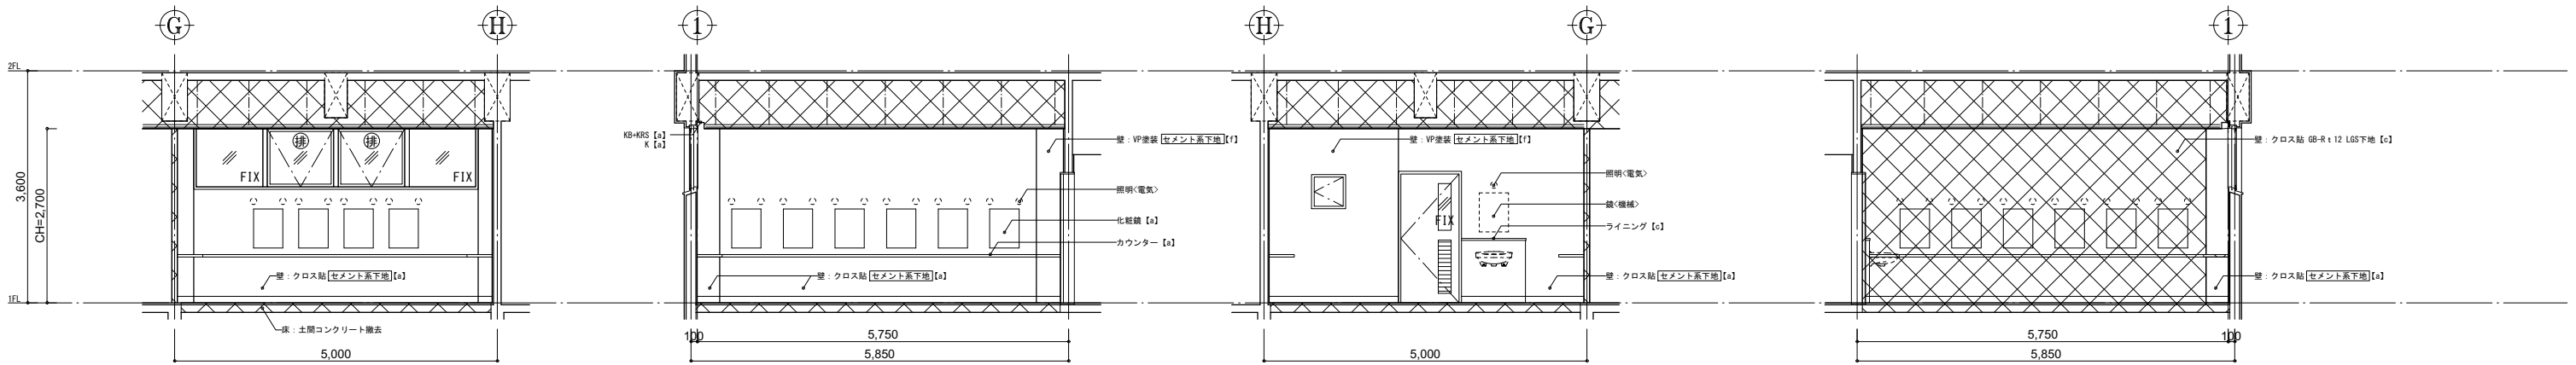 G
H
1
H
G
1
2FL
3,600
CH=2,700
1FL
排
排
FIX
FIX
壁：クロス貼 セメント系下地【a】
床：土間コンクリート撤去
5,000
KB+KRS【a】
K【a】
壁：VP塗装 セメント系下地【f】
照明<電気>
化粧鏡【a】
カウンター【a】
壁：クロス貼 セメント系下地【a】
100
5,750
5,850
壁：VP塗装 セメント系下地【f】
照明<電気>
鏡<機械>
FIX
ライニング【c】
壁：クロス貼 セメント系下地【a】
5,000
壁：クロス貼 GB-R t 12 LGS下地【c】
壁：クロス貼 セメント系下地【a】
5,750
100
5,850